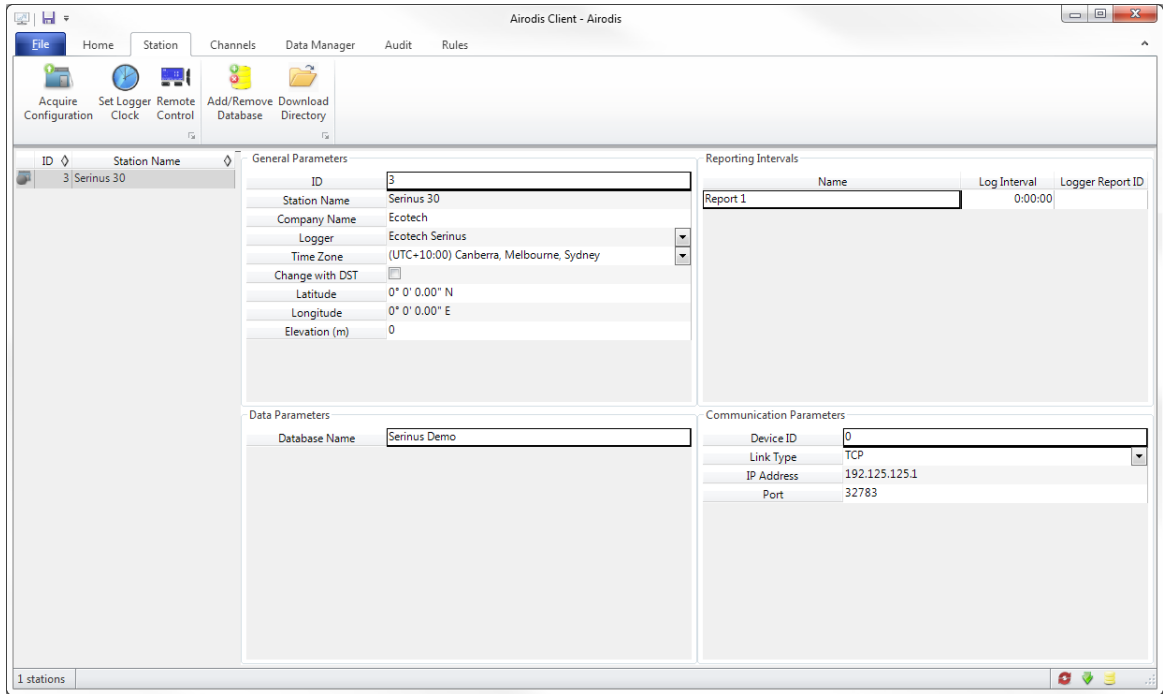 Airodis Client - Airodis
File Home Station Channels Data Manager Audit Rules
Acquire Configuration
Set Logger Clock
Remote Control
Add/Remove Database
Download Directory
ID Station Name
3 Serinus 30
General Parameters
ID 3
Station Name Serinus 30
Company Name Ecotech
Logger Ecotech Serinus
Time Zone (UTC+10:00) Canberra, Melbourne, Sydney
Change with DST
Latitude 0° 0' 0.00" N
Longitude 0° 0' 0.00" E
Elevation (m) 0
Reporting Intervals
Name Log Interval Logger Report ID
Report 1 0:00:00
Data Parameters
Database Name Serinus Demo
Communication Parameters
Device ID 0
Link Type TCP
IP Address 192.125.125.1
Port 32783
1 stations